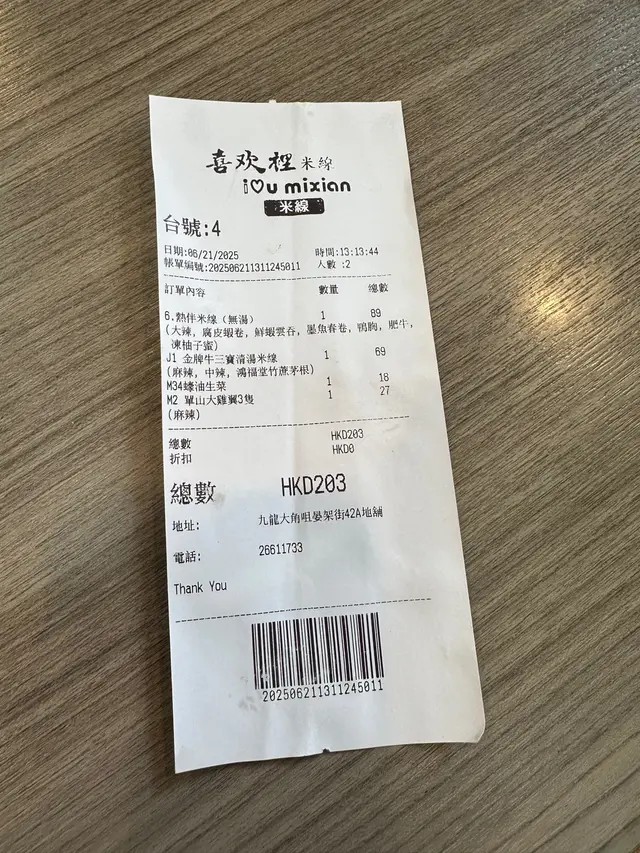 喜欢裡米線
i♡u mixian
米線
台號:4
日期:06/21/2025 時間:13:13:44
帳單編號:202506211311245011 人數 :2
訂單內容 數量 總數
6.熱伴米線（無湯） 1 89
(大辣, 腐皮蝦卷, 鮮蝦雲吞, 墨魚春卷, 鴨胸, 肥牛,
凍柚子蜜)
J1 金牌牛三寶清湯米線 1 69
(麻辣, 中辣, 鴻福堂竹蔗茅根)
M34蠔油生菜 1 18
M2 單山大雞翼3隻 1 27
(麻辣)
總數 HKD203
折扣 HKD0
總數 HKD203
地址: 九龍大角咀晏架街42A地舖
電話: 26611733
Thank You
202506211311245011